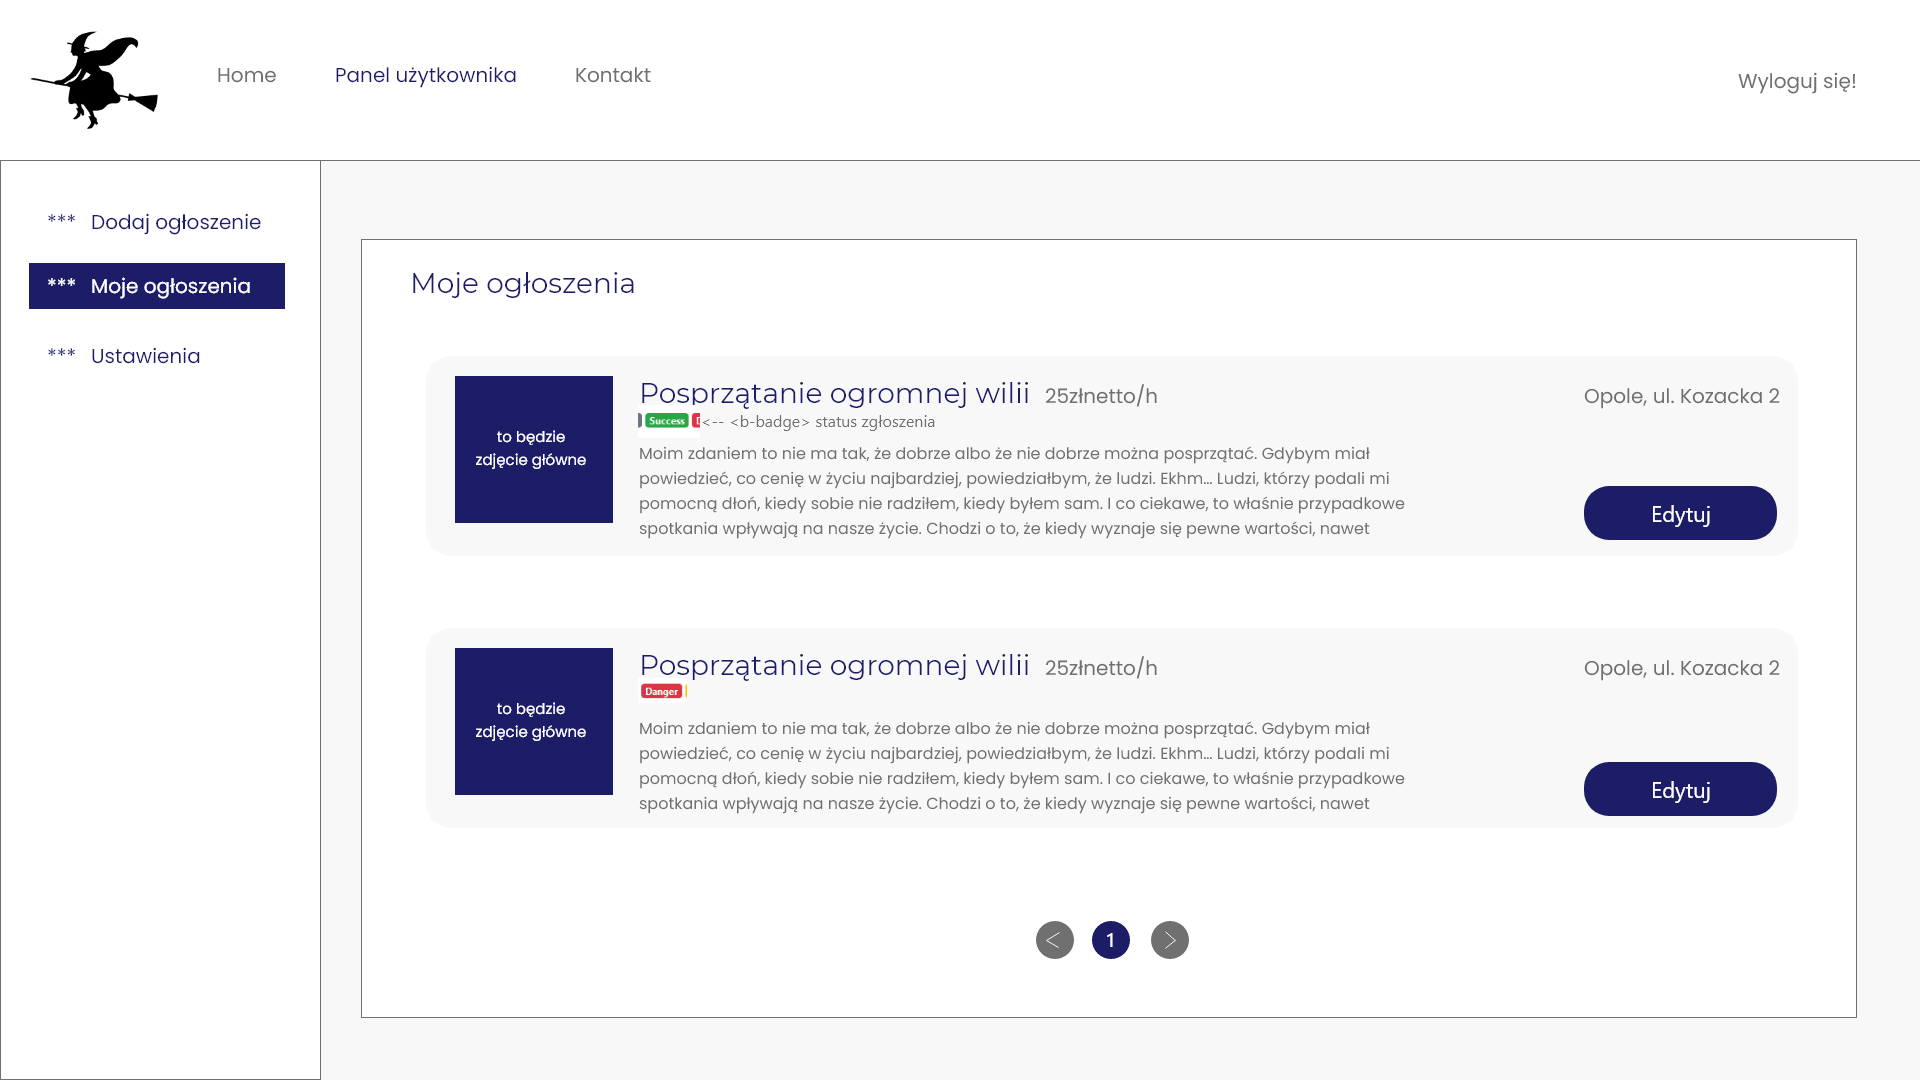 Home
Panel użytkownika
Kontakt
Wyloguj się!
*** Dodaj ogłoszenie
*** Moje ogłoszenia
*** Ustawienia
Moje ogłoszenia
to będzie
zdjęcie główne
Posprzątanie ogromnej wilii 25złnetto/h
Opole, ul. Kozacka 2
Success <-- <b-badge> status zgłoszenia
Moim zdaniem to nie ma tak, że dobrze albo że nie dobrze można posprzątać. Gdybym miał
powiedzieć, co cenię w życiu najbardziej, powiedziałbym, że ludzi. Ekhm... Ludzi, którzy podali mi
pomocną dłoń, kiedy sobie nie radziłem, kiedy byłem sam. I co ciekawe, to właśnie przypadkowe
spotkania wpływają na nasze życie. Chodzi o to, że kiedy wyznaje się pewne wartości, nawet
Edytuj
to będzie
zdjęcie główne
Posprzątanie ogromnej wilii 25złnetto/h
Opole, ul. Kozacka 2
Danger
Moim zdaniem to nie ma tak, że dobrze albo że nie dobrze można posprzątać. Gdybym miał
powiedzieć, co cenię w życiu najbardziej, powiedziałbym, że ludzi. Ekhm... Ludzi, którzy podali mi
pomocną dłoń, kiedy sobie nie radziłem, kiedy byłem sam. I co ciekawe, to właśnie przypadkowe
spotkania wpływają na nasze życie. Chodzi o to, że kiedy wyznaje się pewne wartości, nawet
Edytuj
< 1 >